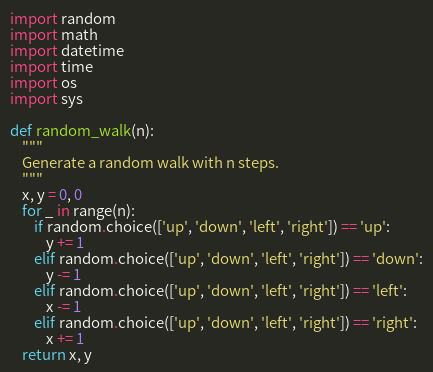 import random
import math
import datetime
import time
import os
import sys

def random_walk(n):
    """
    Generate a random walk with n steps.
    """
    x, y = 0, 0
    for _ in range(n):
        if random.choice(['up', 'down', 'left', 'right']) == 'up':
            y += 1
        elif random.choice(['up', 'down', 'left', 'right']) == 'down':
            y -= 1
        elif random.choice(['up', 'down', 'left', 'right']) == 'left':
            x -= 1
        elif random.choice(['up', 'down', 'left', 'right']) == 'right':
            x += 1
    return x, y